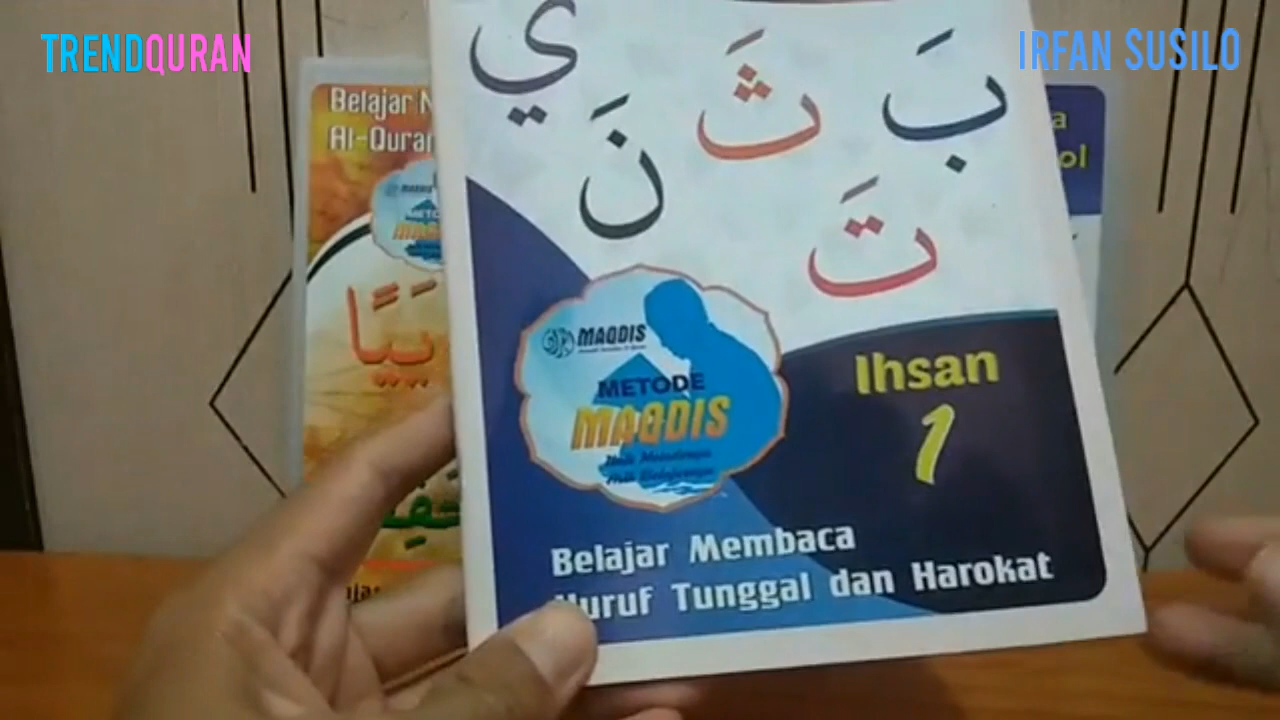 TRENDQURAN
IRFAN SUSILO
Belajar
Al-Quran
ي
نَ
ثَ
بَ
تَ
MAQDIS
METODE
MAQDIS
Ihsan
1
Belajar Membaca
Huruf Tunggal dan Harokat